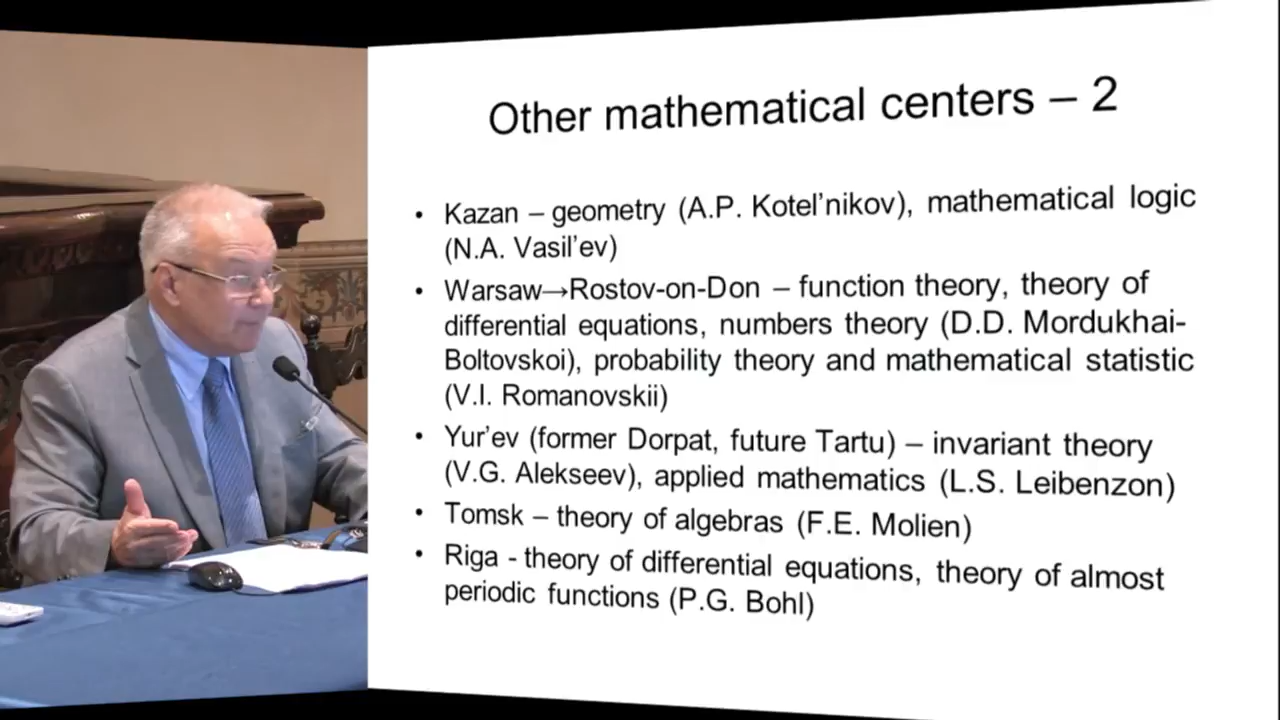 Other mathematical centers – 2
• Kazan – geometry (A.P. Kotel’nikov), mathematical logic
(N.A. Vasil’ev)
• Warsaw→Rostov-on-Don – function theory, theory of
differential equations, numbers theory (D.D. Mordukhai-
Boltovskoi), probability theory and mathematical statistic
(V.I. Romanovskii)
• Yur’ev (former Dorpat, future Tartu) – invariant theory
(V.G. Alekseev), applied mathematics (L.S. Leibenzon)
• Tomsk – theory of algebras (F.E. Molien)
• Riga - theory of differential equations, theory of almost
periodic functions (P.G. Bohl)